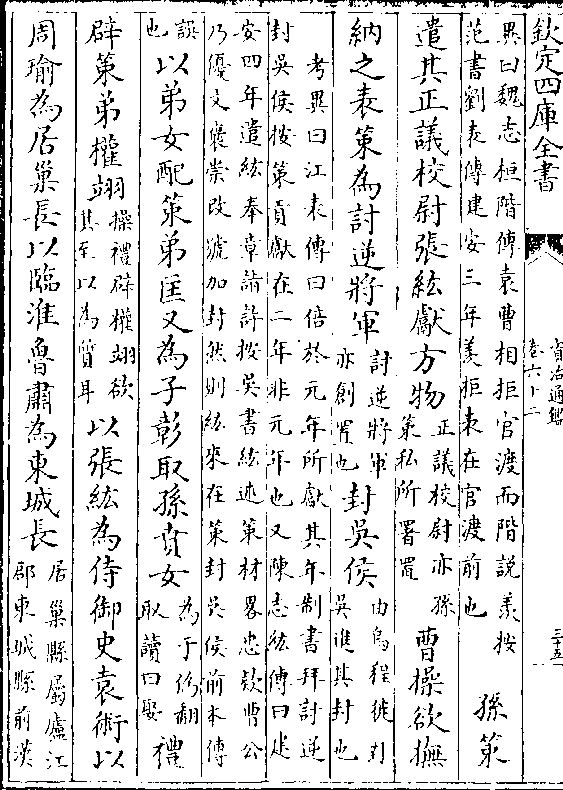 欽定四庫全書
資治通鑑
卷六十二
三十五
異曰魏志桓階傳袁曹相拒官渡而階説羨按
范書劉表傳建安三年羨拒表在官渡前也
孫策
遣其正議校尉張紘獻方物
正議校尉亦孫
策私所署置
曹操欲撫
納之表策為討逆將軍
討逆將軍
亦創置也
封吳侯
由烏程徙封
吳進其封也
考異曰江表傳曰倍於元年所獻其年制書拜討逆
封吳侯按策貢獻在二年非元年也又陳志紘傳曰建
安四年遣紘奉章詣許按吳書紘述策材畧忠欵曹公
乃優文襃崇改號加封然則紘來在策封吳侯前本傳
誤
也
以弟女配策弟匡又為子彰取孫賁女
為于偽翻
取讀曰娶
禮
辟策弟權翊
操禮辟權翊欲
其至以為質耳
以張紘為侍御史袁術以
周瑜為居巢長以臨淮魯肅為東城長
居巢縣屬廬江
郡東城縣前漢